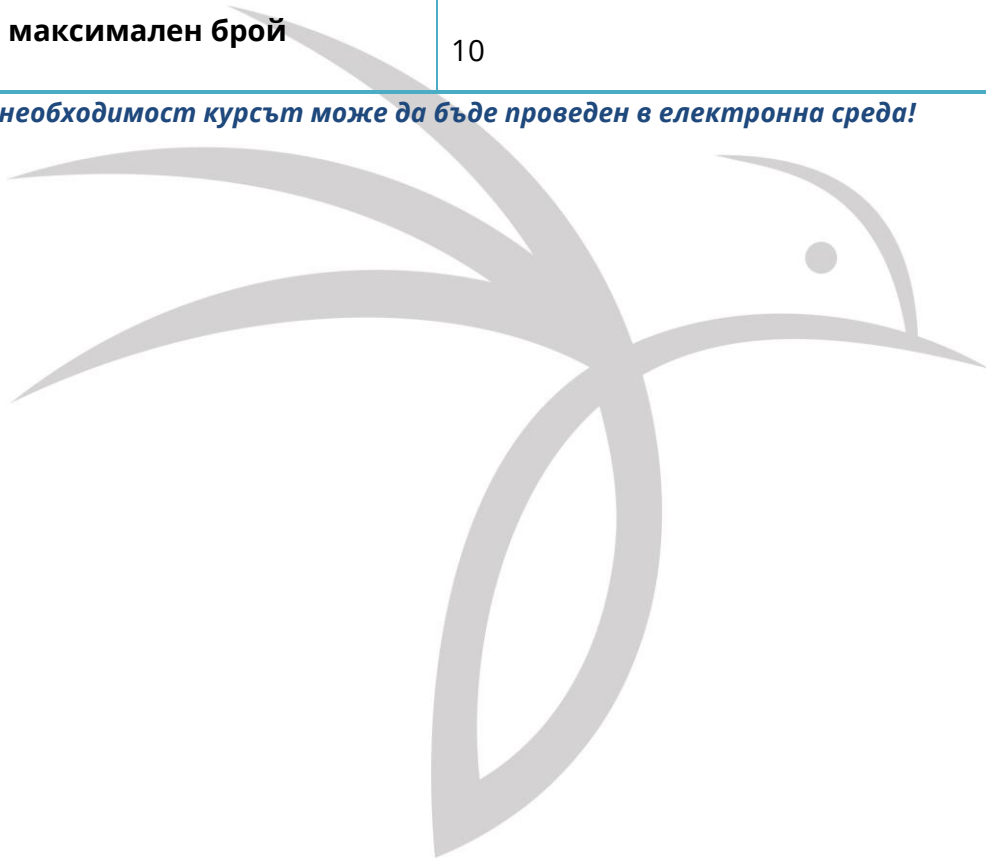 максимален брой
10
необходимост курсът може да бъде проведен в електронна среда!